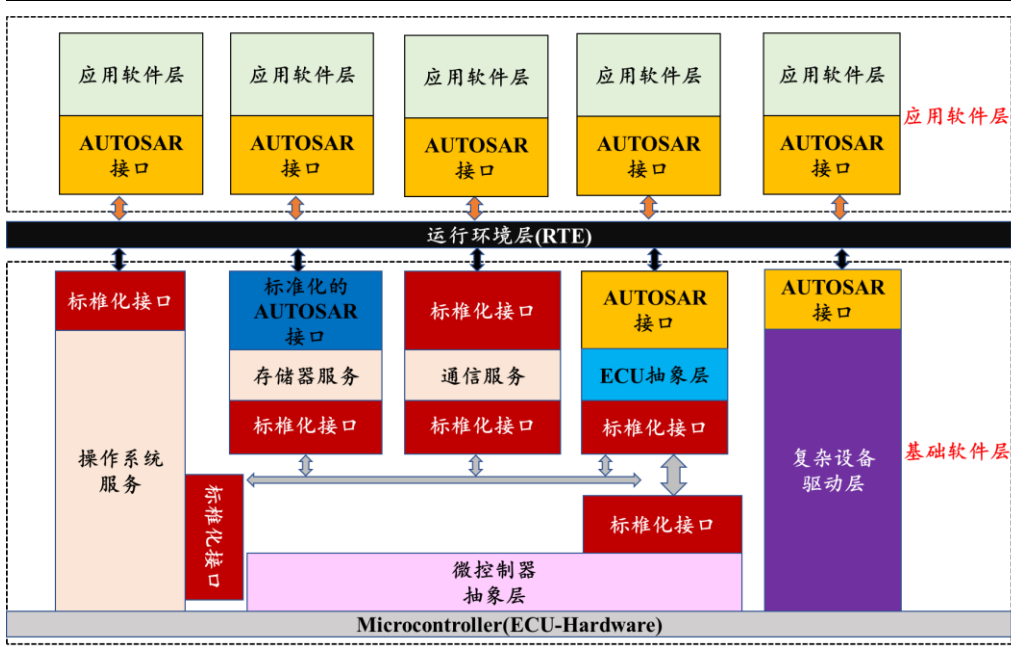 应用软件层
AUTOSAR
接口
应用软件层
AUTOSAR
接口
应用软件层
AUTOSAR
接口
应用软件层
AUTOSAR
接口
应用软件层
AUTOSAR
接口
应用软件层
运行环境层(RTE)
标椎化接口
操作系统
服务
标椎化接口
标准化的
AUTOSAR
接口
存储器服务
标椎化接口
标椎化接口
通信服务
标椎化接口
AUTOSAR
接口
ECU抽象层
标椎化接口
标椎化接口
微控制器
抽象层
AUTOSAR
接口
复杂设备
驱动层
基础软件层
Microcontroller(ECU-Hardware)